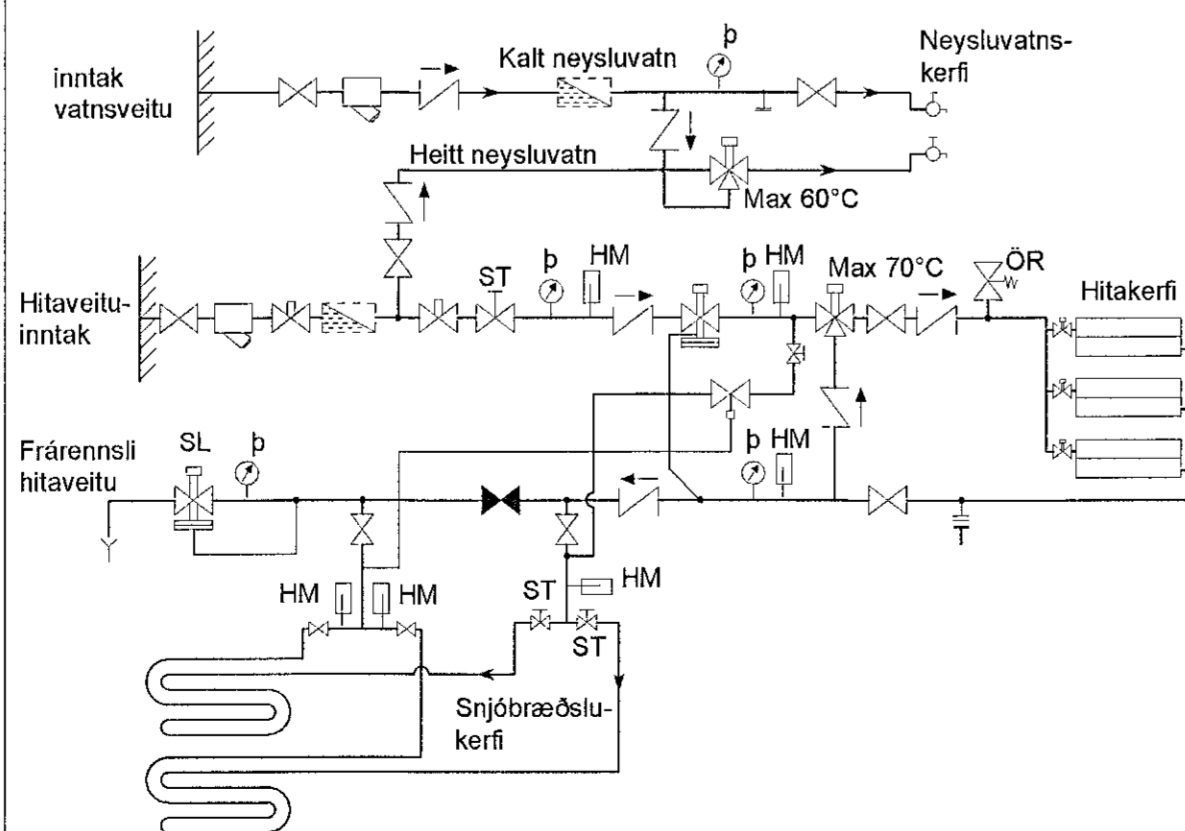 inntak
vatnsveitu
Kalt neysluvatn
þ
Neysluvatns-
kerfi
Heitt neysluvatn
Max 60°C
Hitaveitu-
inntak
ST
þ
HM
þ
HM
Max 70°C
ÖR
W
Hitakerfi
Frárennsli
hitaveitu
SL
þ
þ
HM
HM
HM
ST
HM
ST
Snjóbræðslu-
kerfi